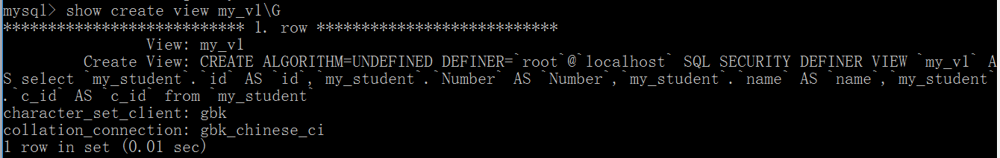 mysql> show create view my_v1\G
*************************** 1. row ***************************
View: my_v1
Create View: CREATE ALGORITHM=UNDEFINED DEFINER=`root`@`localhost` SQL SECURITY DEFINER VIEW `my_v1` A
S select `my_student`.`id` AS `id`,`my_student`.`Number` AS `Number`,`my_student`.`name` AS `name`,`my_student`
.`c_id` AS `c_id` from `my_student`
character_set_client: gbk
collation_connection: gbk_chinese_ci
1 row in set (0.01 sec)